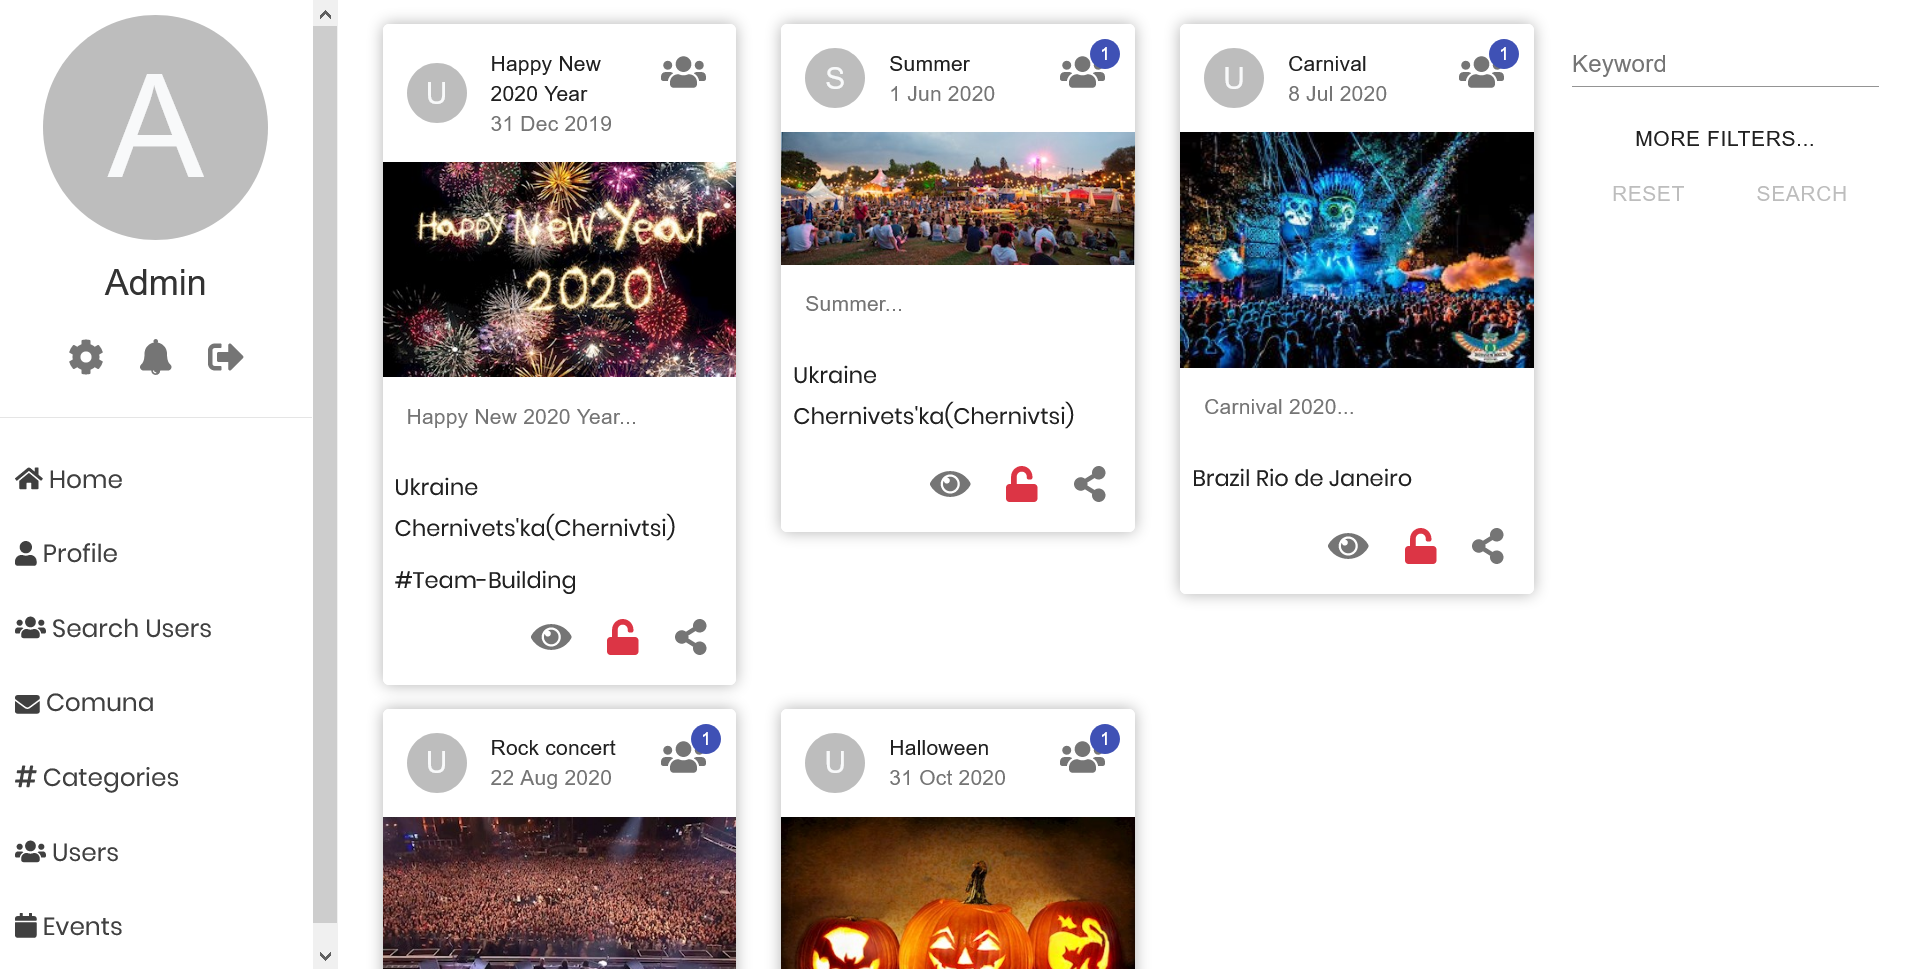 A
Admin
Home
Profile
Search Users
Comuna
Categories
Users
Events
U
Happy New
2020 Year
31 Dec 2019
Happy New Year
2020
Happy New 2020 Year...
Ukraine
Chernivets'ka(Chernivtsi)
#Team-Building
S
Summer
1 Jun 2020
1
Summer...
Ukraine
Chernivets'ka(Chernivtsi)
U
Carnival
8 Jul 2020
1
Carnival 2020...
Brazil Rio de Janeiro
U
Rock concert
22 Aug 2020
1
U
Halloween
31 Oct 2020
1
Keyword
MORE FILTERS...
RESET
SEARCH